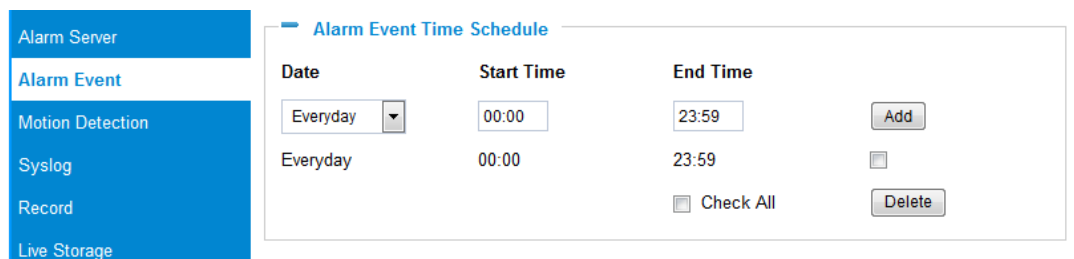 Alarm Server
Alarm Event
Motion Detection
Syslog
Record
Live Storage
Alarm Event Time Schedule
Date Start Time End Time
Everyday 00:00 23:59 Add
Everyday 00:00 23:59
Check All Delete